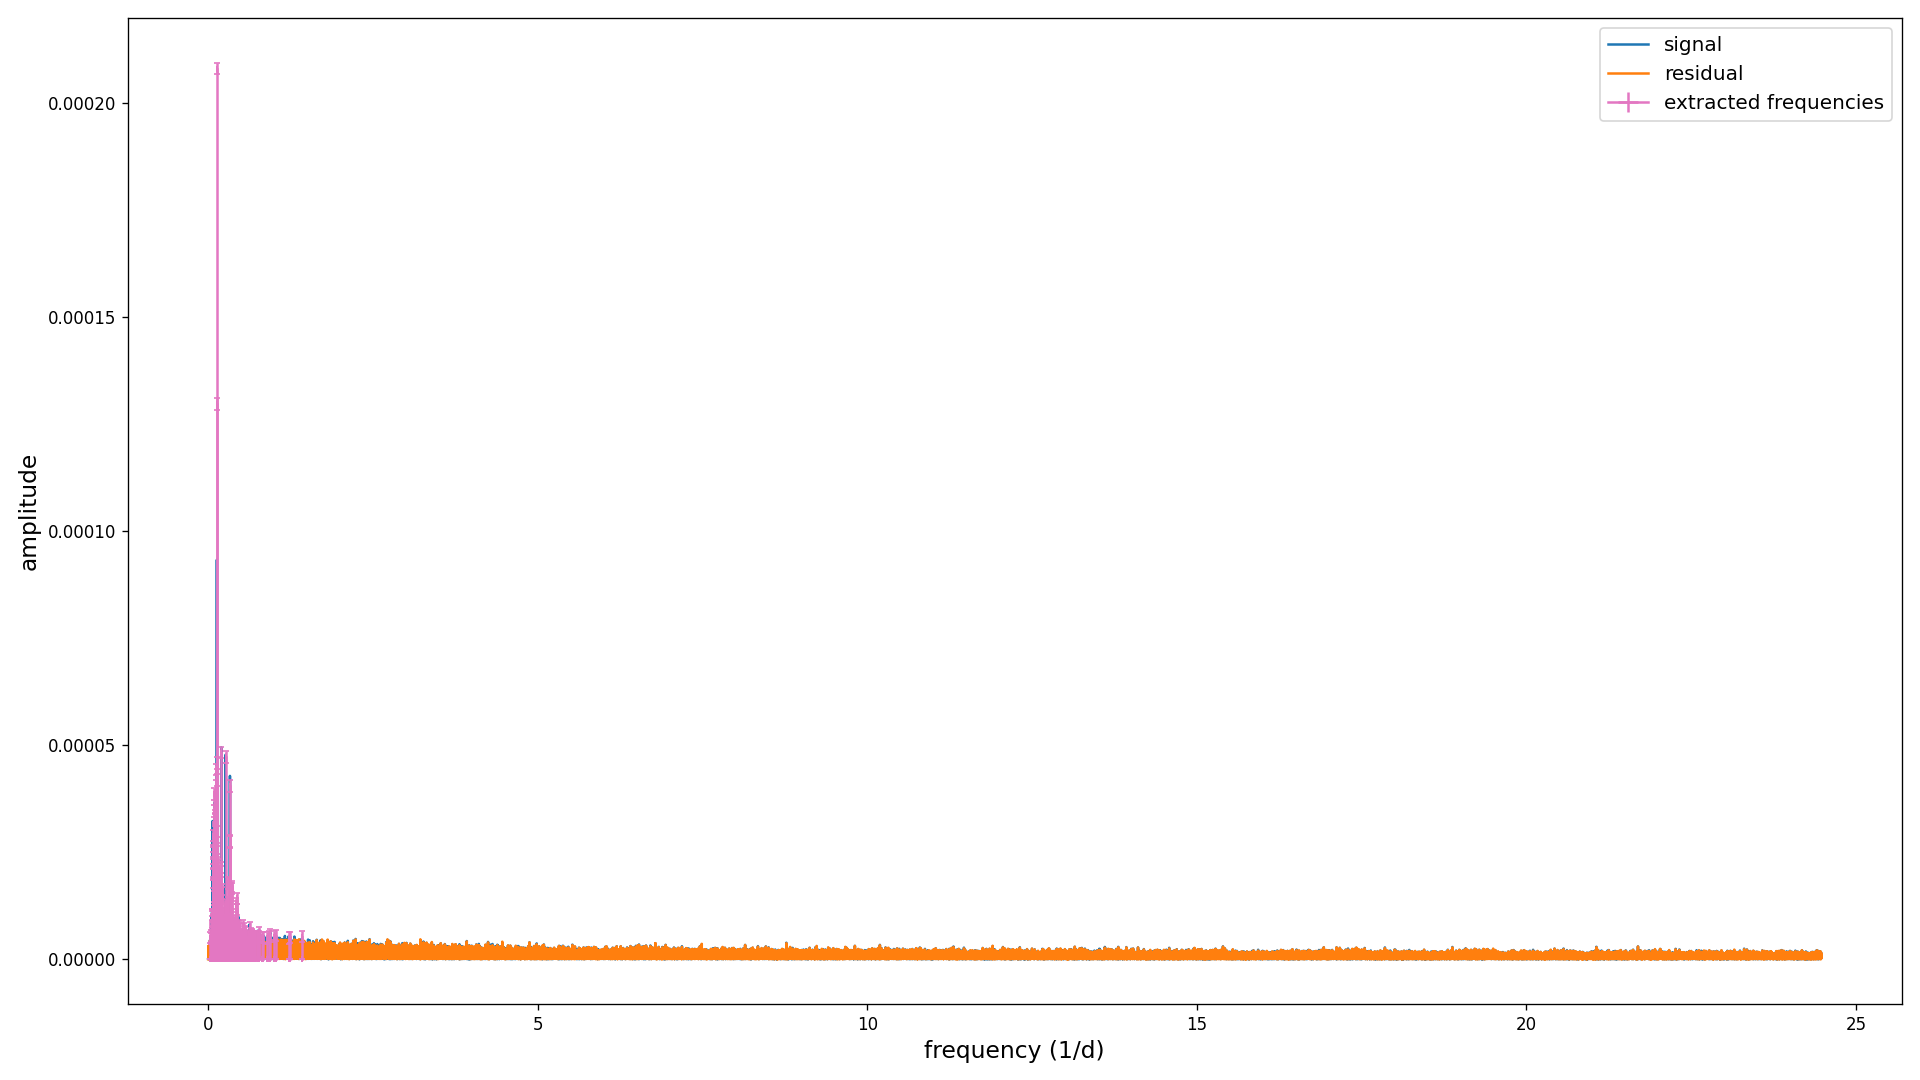 signal
residual
extracted frequencies
amplitude
0.00020
0.00015
0.00010
0.00005
0.00000
0
5
10
15
20
25
frequency (1/d)